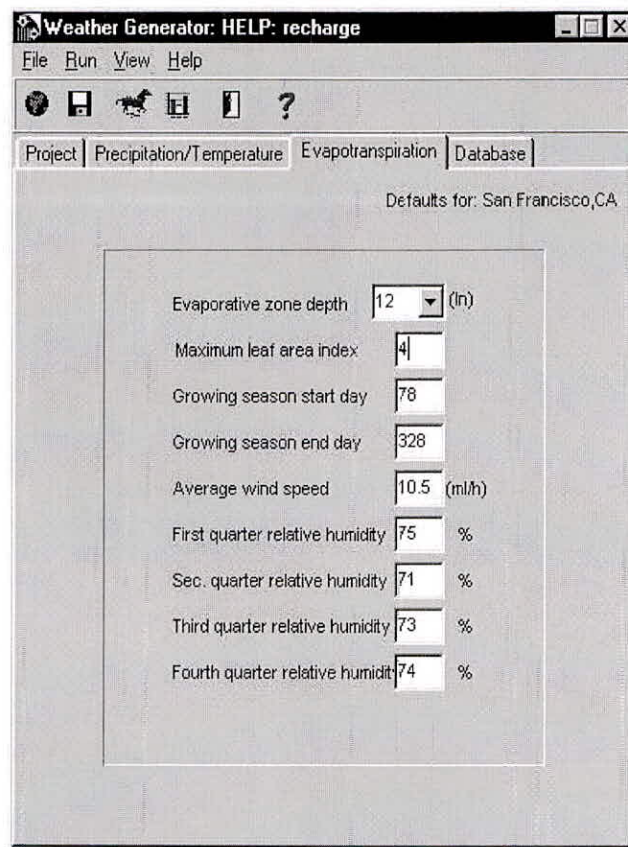 Weather Generator: HELP: recharge
File Run View Help
?
Project Precipitation/Temperature Evapotranspiration Database
Defaults for: San Francisco,CA
Evaporative zone depth 12 (in)
Maximum leaf area index 4
Growing season start day 78
Growing season end day 328
Average wind speed 10.5 (ml/h)
First quarter relative humidity 75 %
Sec. quarter relative humidity 71 %
Third quarter relative humidity 73 %
Fourth quarter relative humidit 74 %